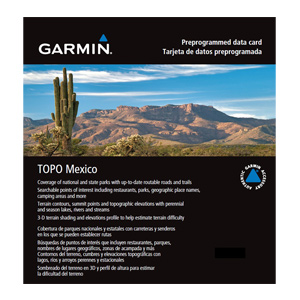 GARMIN.
Preprogrammed data card
Tarjeta de datos preprogramada
TOPO Mexico
Coverage of national and state parks with up-to-date routable roads and trails
Searchable points of interest including restaurants, parks, geographic place names,
camping areas and more
Terrain contours, summit points and topographic elevations with perennial
and season lakes, rivers and streams
3-D terrain shading and elevations profile to help estimate terrain difficulty
Cobertura de parques nacionales y estatales con carreteras y senderos
en los que se pueden establecer rutas
Búsquedas de puntos de interés que incluyen restaurantes, parques,
nombres de lugares geográficos, zonas de acampada y más
Contornos del terreno, cumbres y elevaciones topográficas con
lagos, ríos y arroyos perennes y estacionales
Sombreado del terreno en 3D y perfil de altura para estimar
la dificultad del terreno
AUTHENTIC GARMIN ACCESSORY